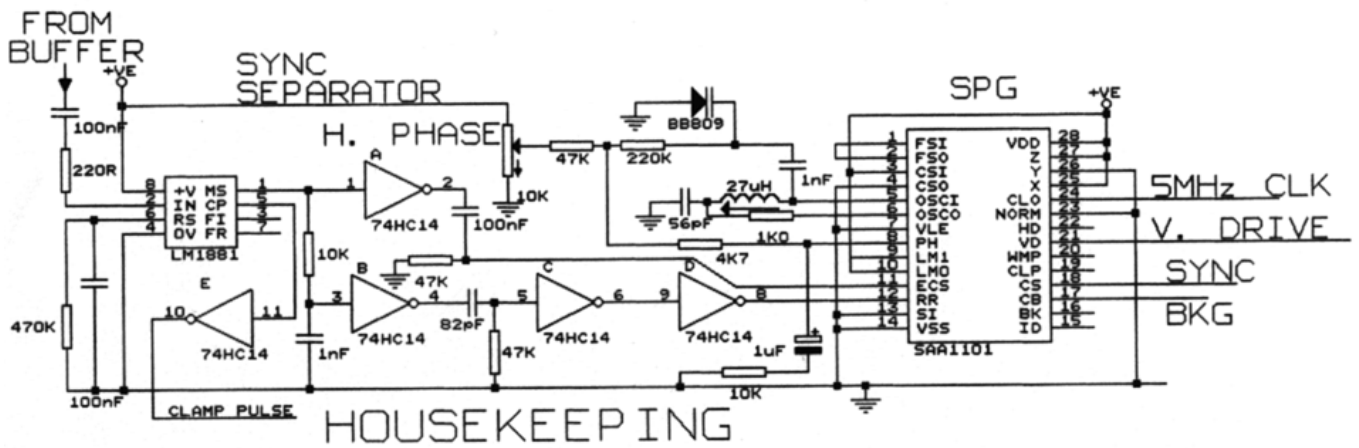 FROM
BUFFER
+VE
SYNC
SEPARATOR
H. PHASE
BB809
SPG
+VE
100nF
220R
A
1
2
74HC14
47K
220K
10K
1nF
27uH
56pF
1K0
100nF
8
2
6
4
+V MS
IN CP
RS FI
0V FR
1
5
3
7
LM1881
10K
47K
4K7
E
10
11
74HC14
470K
100nF
CLAMP PULSE
B
3
4
74HC14
1nF
82pF
47K
C
5
6
74HC14
D
9
8
74HC14
1uF
+
10K
1 FSI VDD 28
2 FSO Z 27
3 CSI Y 26
4 CSO X 25
5 OSCI CLO 24
6 OSCO NORM 23
7 VLE HD 22
8 PH VD 21
9 LM1 WMP 20
10 LM0 CLP 19
11 ECS CS 18
12 RR CB 17
13 SI BK 16
14 VSS ID 15
SAA1101
5MHz CLK
V. DRIVE
SYNC
BKG
HOUSEKEEPING